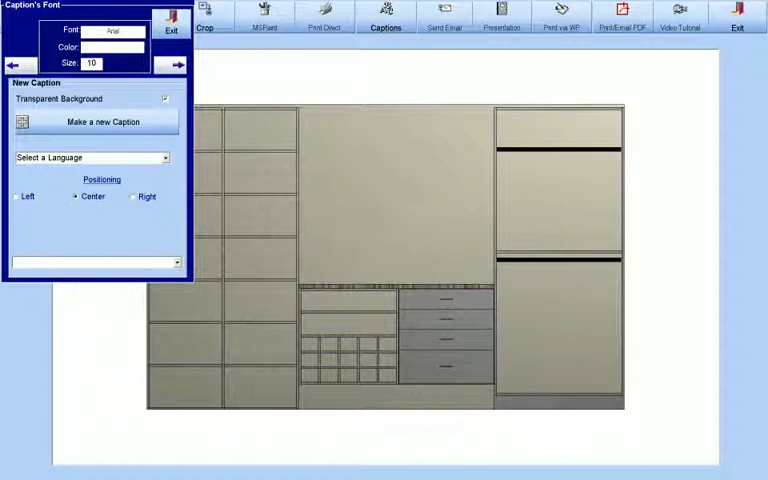 Caption's Font
Font: Arial
Color:
Size: 10
Exit
Crop
MSPaint
Print Direct
Captions
Send Email
Presentation
Print via WP
Print/Email PDF
Video Tutorial
Exit
New Caption
Transparent Background
Make a new Caption
Select a Language
Positioning
Left
Center
Right